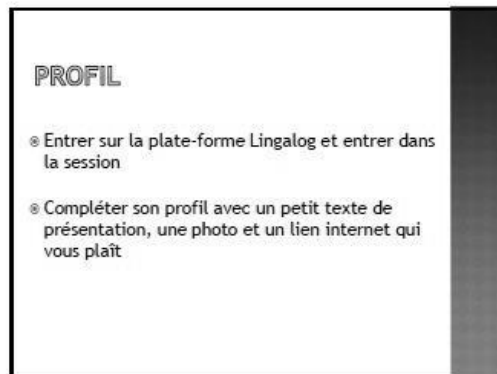 PROFIL
Entrer sur la plate-forme Lingalog et entrer dans
la session
Compléter son profil avec un petit texte de
présentation, une photo et un lien internet qui
vous plaît